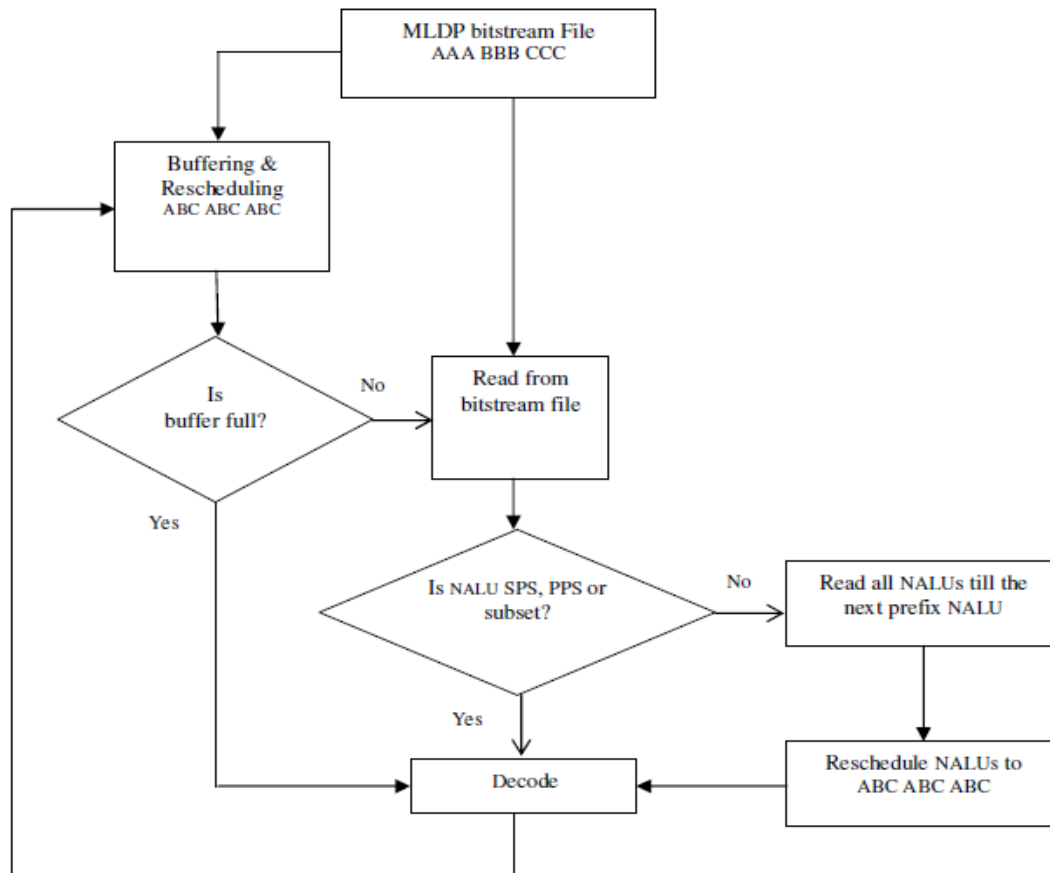 MLDP bitstream File
AAA BBB CCC
Buffering &
Rescheduling
ABC ABC ABC
Is
buffer full?
No
Read from
bitstream file
Yes
Is NALU SPS, PPS or
subset?
No
Read all NALUs till the
next prefix NALU
Yes
Decode
Reschedule NALUs to
ABC ABC ABC